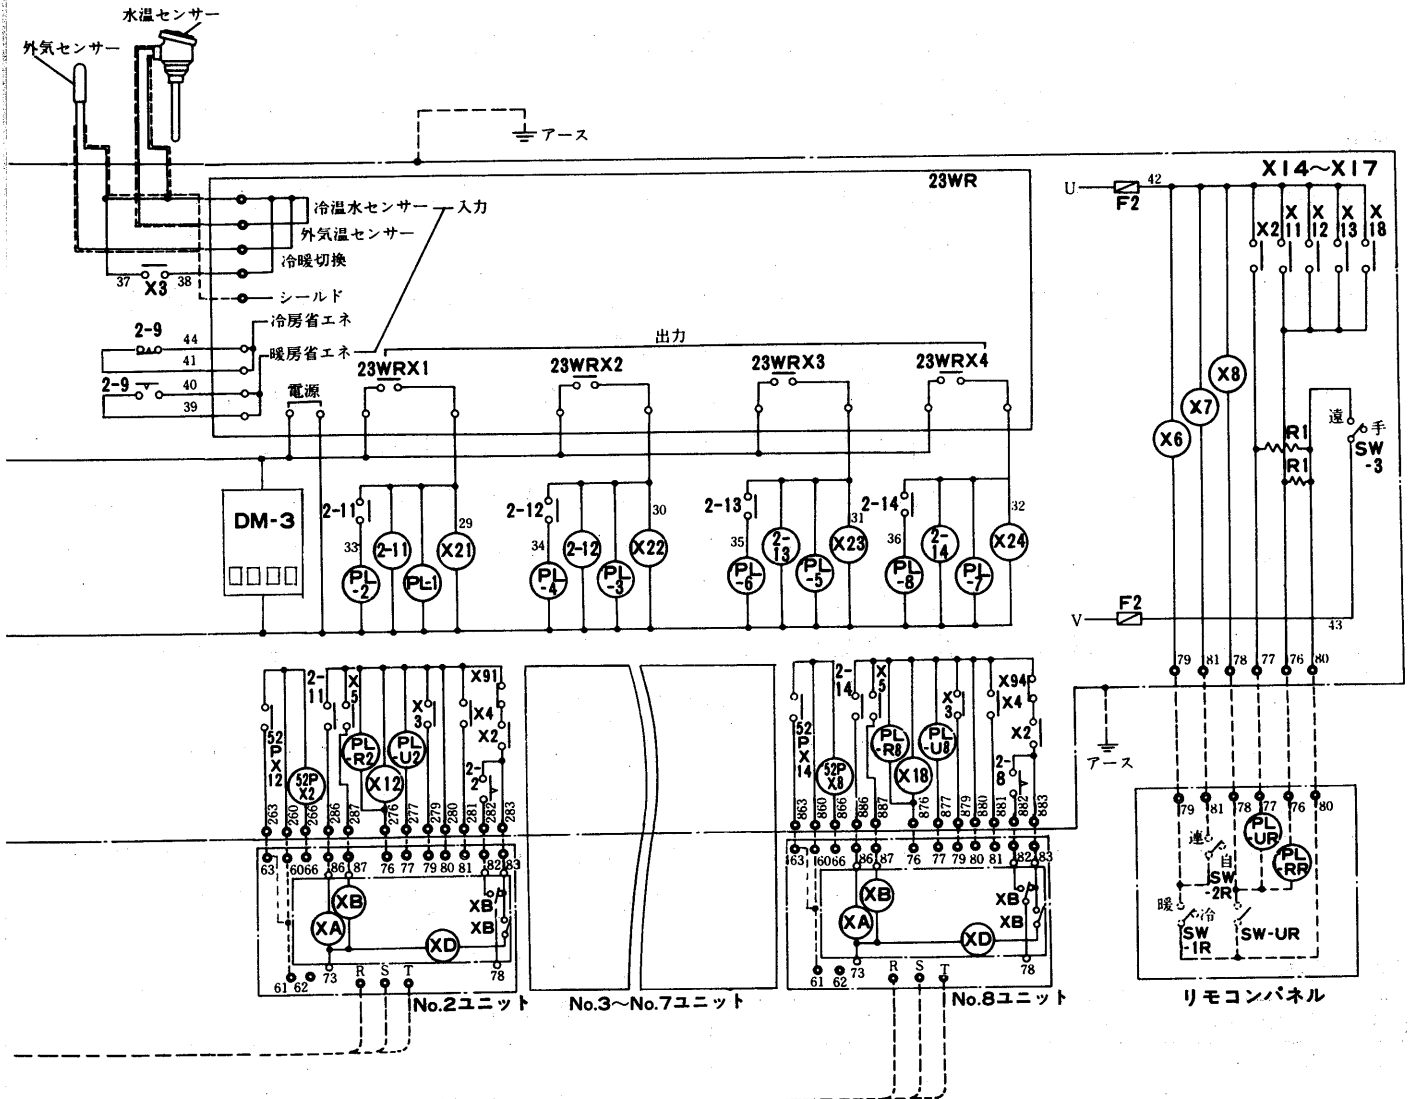 水温センサー
外気センサー
アース
23WR
冷温水センサー
入力
外気温センサー
冷暖切換
37
X3
38
シールド
冷房省エネ
2-9
44
41
暖房省エネ
2-9
40
39
電源
出力
23WRX1
23WRX2
23WRX3
23WRX4
U
F2
42
X14～X17
X2
X11
X12
X13
X18
X6
X7
X8
R1
R1
遠
手
SW-3
V
F2
43
DM-3
2-11
33
PL-2
2-11
PL-1
29
X21
2-12
34
PL-4
2-12
PL-3
30
X22
2-13
35
PL-6
2-13
PL-5
31
X23
2-14
36
PL-8
2-14
PL-7
32
X24
79 81 78 77 76 80
アース
52PX12
2-11
X5
52PX2
PL-R2
X12
PL-U2
X3
X91
X4
X2
2-2
263 260 266 286 287 276 277 279 280 281 282 283
63 60 66 86 87 76 77 79 80 81 82 83
XA
XB
XD
XB
XB
73
78
61 62
R S T
No.2ユニット
No.3～No.7ユニット
52PX14
2-14
X5
52PX8
PL-R8
X18
PL-U8
X3
X94
X4
X2
2-8
863 860 866 886 887 876 877 879 880 881 882 883
63 60 66 86 87 76 77 79 80 81 82 83
XA
XB
XD
XB
XB
73
78
61 62
R S T
No.8ユニット
79 81 78 77 76 80
連
自
SW-2R
PL-UR
PL-RR
暖
冷
SW-1R
SW-UR
リモコンパネル